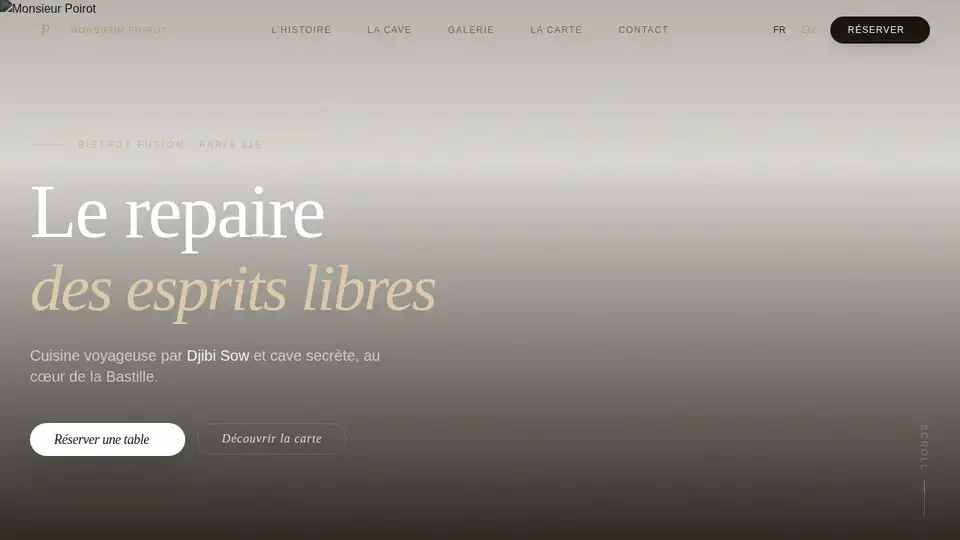 Monsieur Poirot
P MONSIEUR POIROT L'HISTOIRE LA CAVE GALERIE LA CARTE CONTACT FR EN RÉSERVER
BISTROT FUSION · PARIS 11E
Le repaire
des esprits libres
Cuisine voyageuse par Djibi Sow et cave secrète, au
cœur de la Bastille.
Réserver une table Découvrir la carte
SCROLL